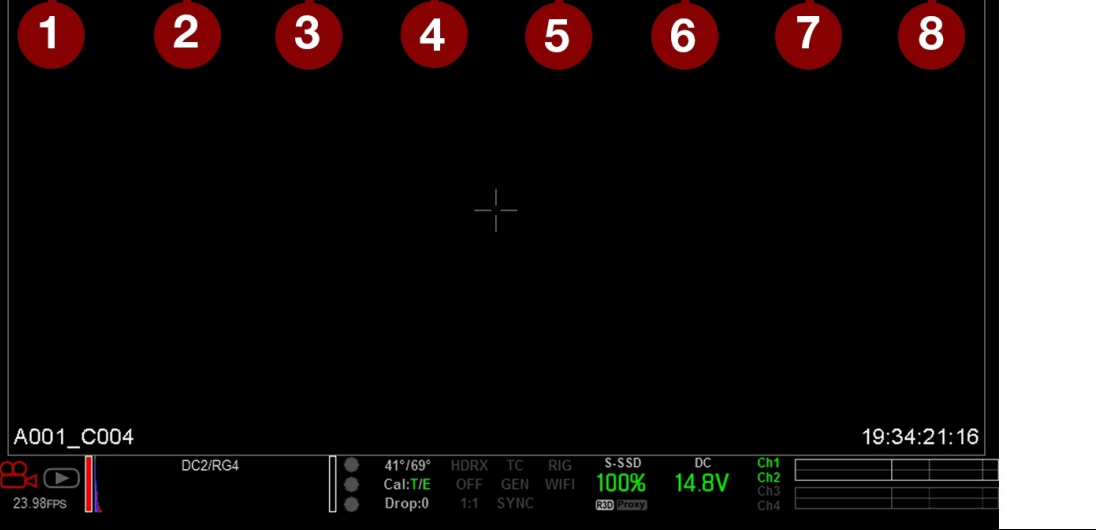 1 2 3 4 5 6 7 8
A001_C004 19:34:21:16
DC2/RG4 41°/69° HDRX TC RIG S-SSD DC Ch1
Cal:T/E OFF GEN WIFI 100% 14.8V Ch2
23.98FPS Drop:0 1:1 SYNC R3D Proxy Ch3
Ch4